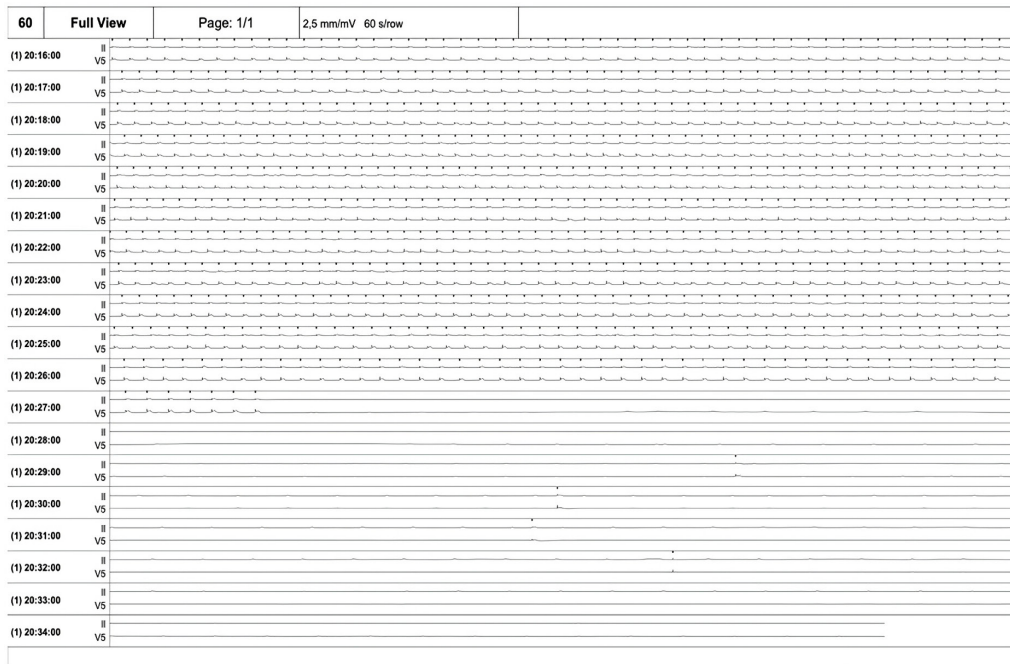 60 Full View Page: 1/1 2,5 mm/mV 60 s/row
(1) 20:16:00 II
V5
(1) 20:17:00 II
V5
(1) 20:18:00 II
V5
(1) 20:19:00 II
V5
(1) 20:20:00 II
V5
(1) 20:21:00 II
V5
(1) 20:22:00 II
V5
(1) 20:23:00 II
V5
(1) 20:24:00 II
V5
(1) 20:25:00 II
V5
(1) 20:26:00 II
V5
(1) 20:27:00 II
V5
(1) 20:28:00 II
V5
(1) 20:29:00 II
V5
(1) 20:30:00 II
V5
(1) 20:31:00 II
V5
(1) 20:32:00 II
V5
(1) 20:33:00 II
V5
(1) 20:34:00 II
V5